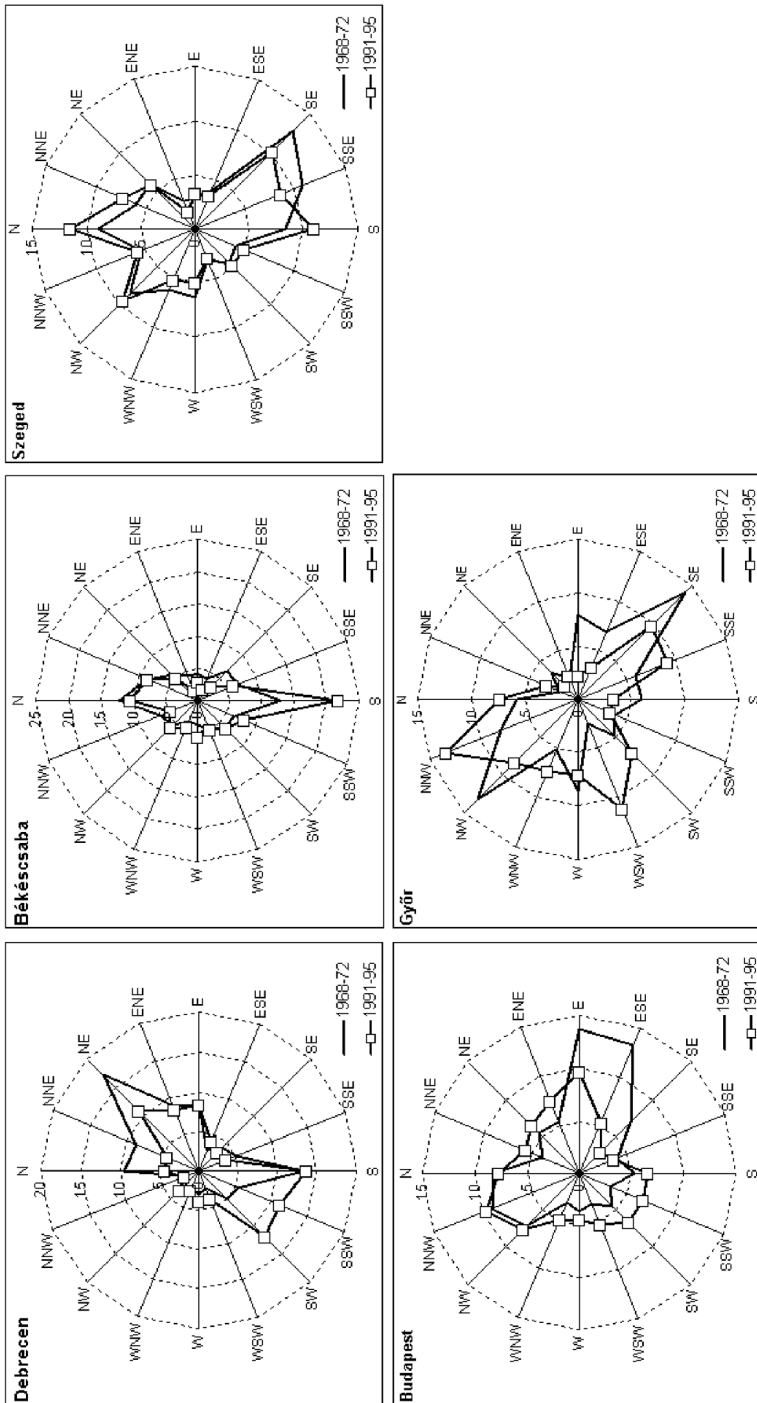 Debrecen
N
NNW
NNE
20
NW
NE
15
10
WNW
ENE
5
0
W
E
WSW
ESE
SW
SE
SSW
SSE
S
1968-72
1991-95
Békéscsaba
N
NNW
NNE
25
NW
NE
20
15
10
WNW
ENE
0
W
E
WSW
ESE
SW
SE
SSW
SSE
S
1968-72
1991-95
Szeged
N
NNW
NNE
15
NW
NE
10
WNW
ENE
5
0
W
E
WSW
ESE
SW
SE
SSW
SSE
S
1968-72
1991-95
Budapest
N
NNW
NNE
15
NW
NE
10
WNW
ENE
5
0
W
E
WSW
ESE
SW
SE
SSW
SSE
S
1968-72
1991-95
Győr
N
NNW
NNE
15
NW
NE
10
WNW
ENE
5
0
W
E
WSW
ESE
SW
SE
SSW
SSE
S
1968-72
1991-95